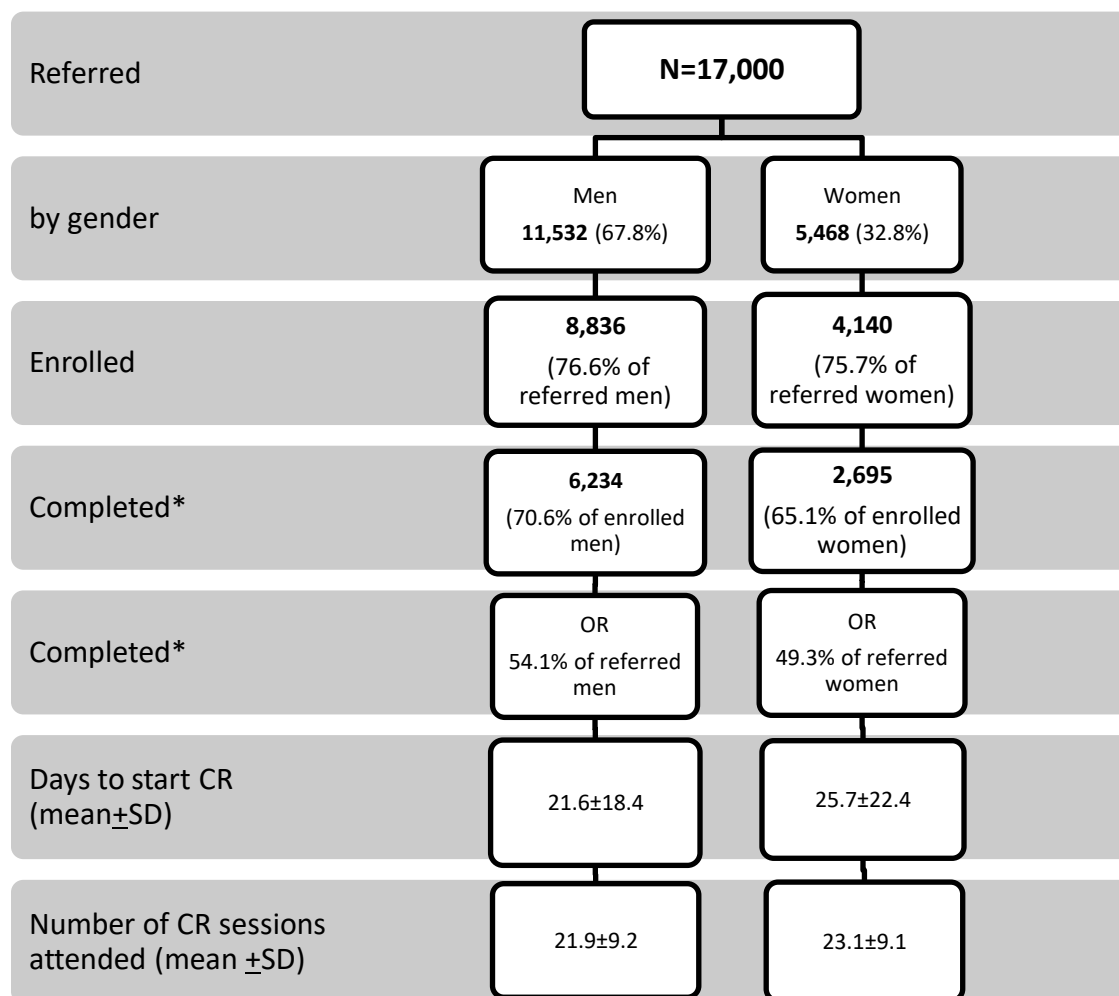 Referred
N=17,000
by gender
Men
11,532 (67.8%)
Women
5,468 (32.8%)
Enrolled
8,836
(76.6% of
referred men)
4,140
(75.7% of
referred women)
Completed*
6,234
(70.6% of enrolled
men)
2,695
(65.1% of enrolled
women)
Completed*
OR
54.1% of referred
men
OR
49.3% of referred
women
Days to start CR
(mean±SD)
21.6±18.4
25.7±22.4
Number of CR sessions
attended (mean ±SD)
21.9±9.2
23.1±9.1